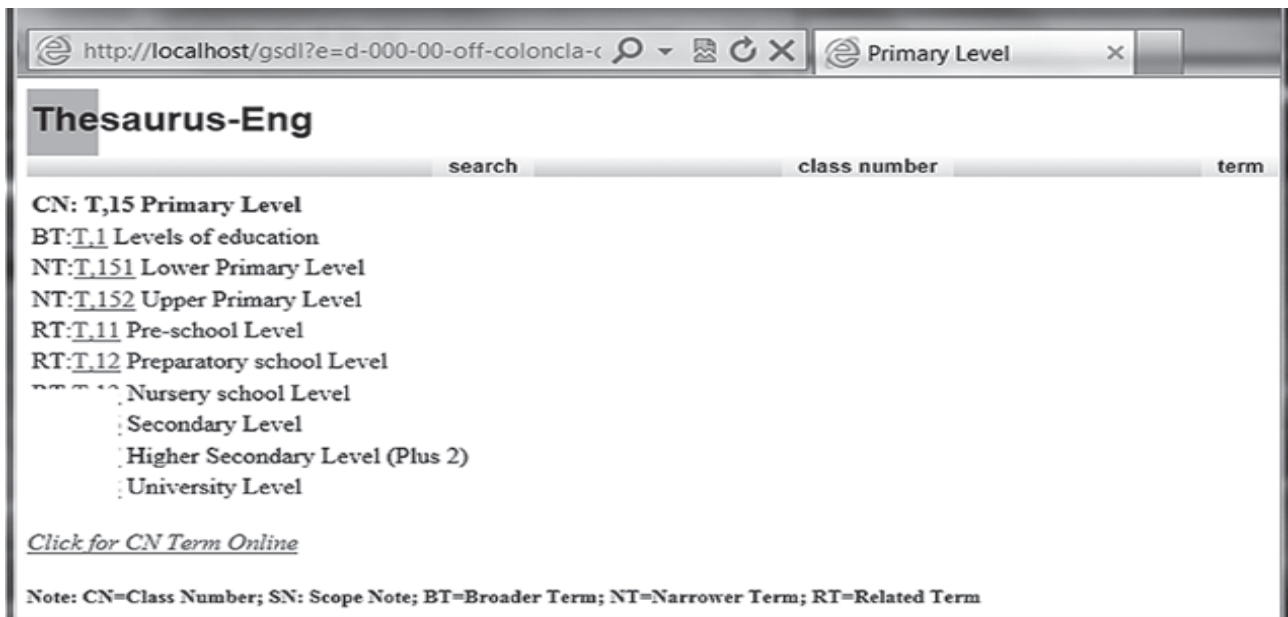 http://localhost/gsdl?e=d-000-00-off-coloncla-c
Primary Level
Thesaurus-Eng
search class number term
CN: T,15 Primary Level
BT:T,1 Levels of education
NT:T,151 Lower Primary Level
NT:T,152 Upper Primary Level
RT:T,11 Pre-school Level
RT:T,12 Preparatory school Level
Nursery school Level
Secondary Level
Higher Secondary Level (Plus 2)
University Level
Click for CN Term Online
Note: CN=Class Number; SN: Scope Note; BT=Broader Term; NT=Narrower Term; RT=Related Term